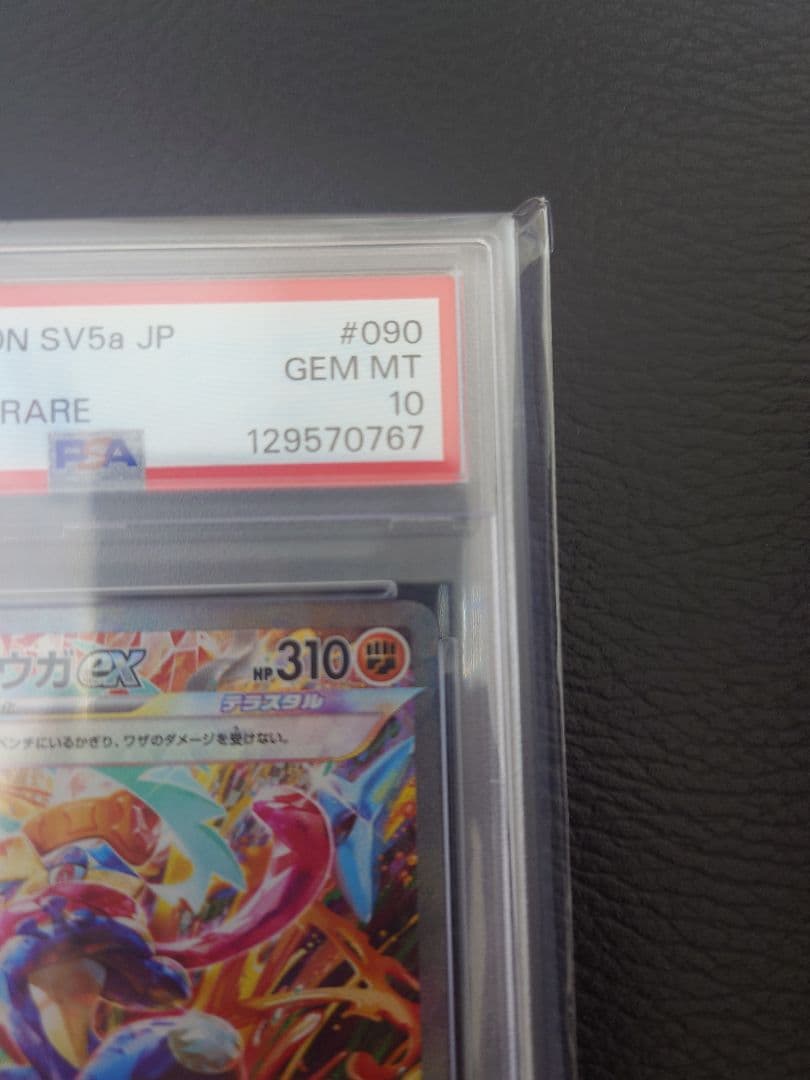 ON SV5a JP #090
GEM MT
RARE 10
PSA 129570767
ウガex HP310
テラスタル
ベンチにいるかぎり、ワザのダメージを受けない。